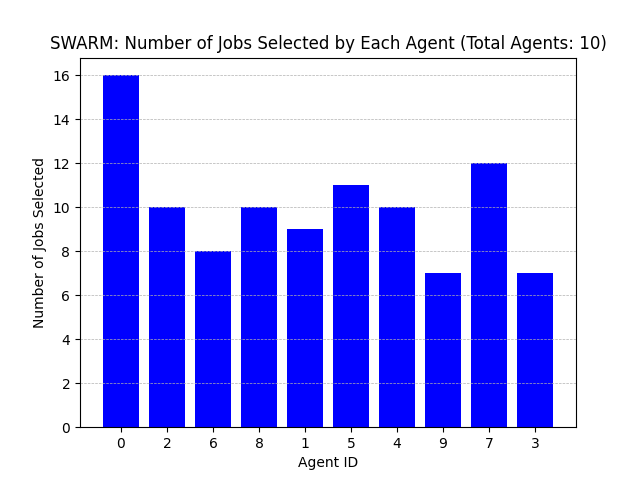 SWARM: Number of Jobs Selected by Each Agent (Total Agents: 10)
Number of Jobs Selected
16
14
12
10
8
6
4
2
0
0 2 6 8 1 5 4 9 7 3
Agent ID